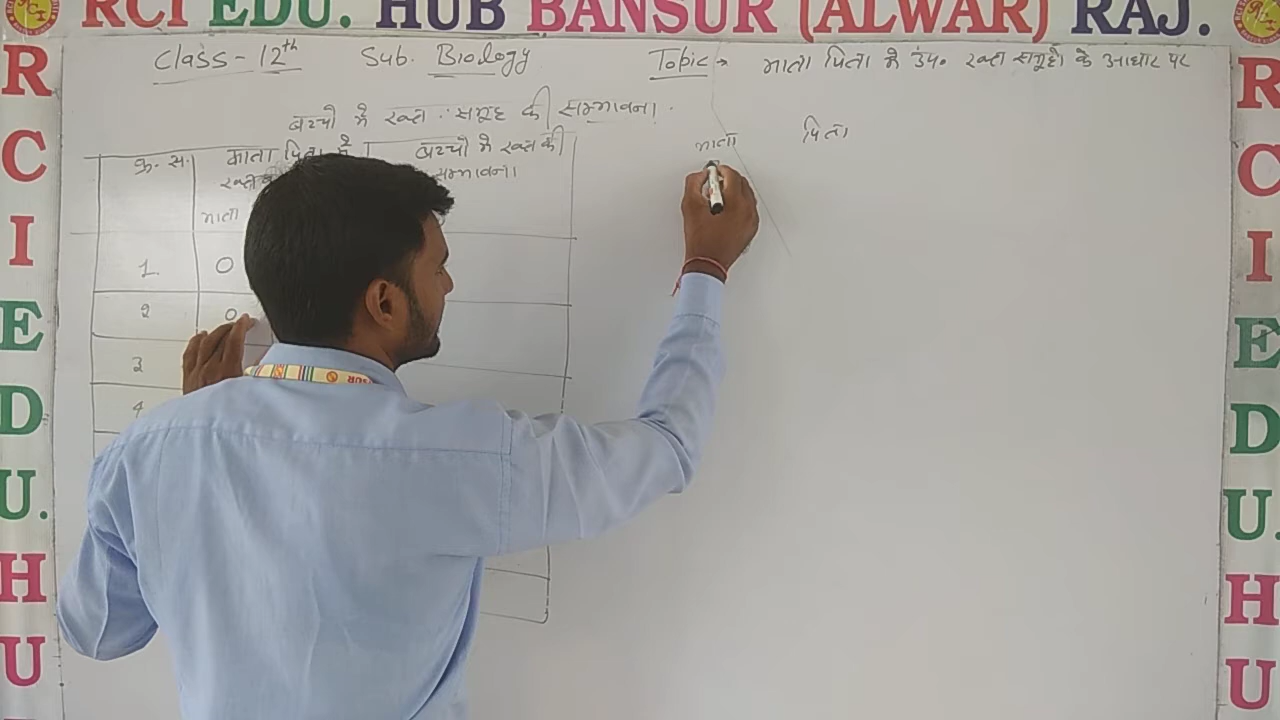 RCI EDU. HUB BANSUR (ALWAR) RAJ.
R
C
I
E
D
U.
H
U
Class-12th Sub. Biology Topic → माता पिता मे उप० रक्त समूहो के आधार पर
बच्चो मे रक्त समूह की सम्भावना.
क्र. स. माता पिता मे बच्चो मे रक्त की
सम्भावना
माता
1. O
2 O
3
4
माता पिता
R
C
I
E
D
U.
H
U